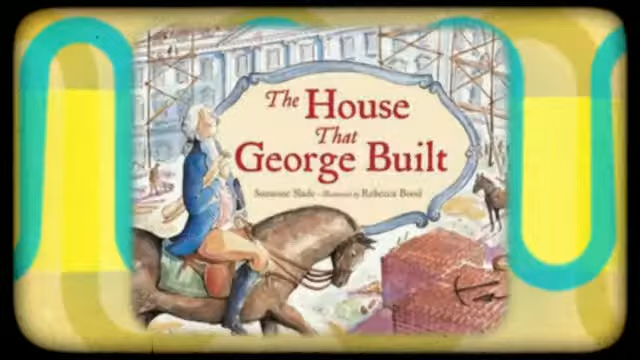 The House
That
George Built
Suzanne Slade - Illustrated by Rebecca Bond